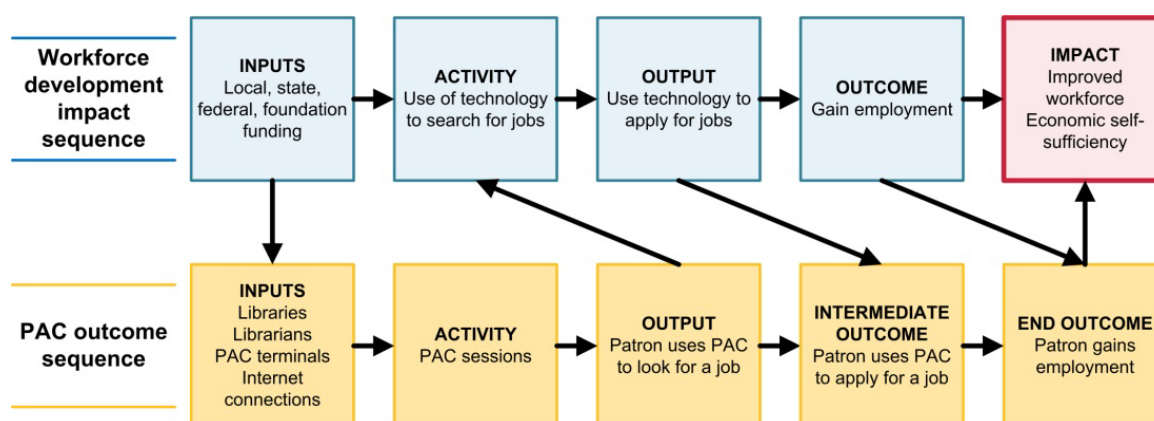 Workforce
development
impact
sequence
INPUTS
Local, state,
federal, foundation
funding
ACTIVITY
Use of technology
to search for jobs
OUTPUT
Use technology to
apply for jobs
OUTCOME
Gain employment
IMPACT
Improved
workforce
Economic self-
sufficiency
PAC outcome
sequence
INPUTS
Libraries
Librarians
PAC terminals
Internet
connections
ACTIVITY
PAC sessions
OUTPUT
Patron uses PAC
to look for a job
INTERMEDIATE
OUTCOME
Patron uses PAC
to apply for a job
END OUTCOME
Patron gains
employment